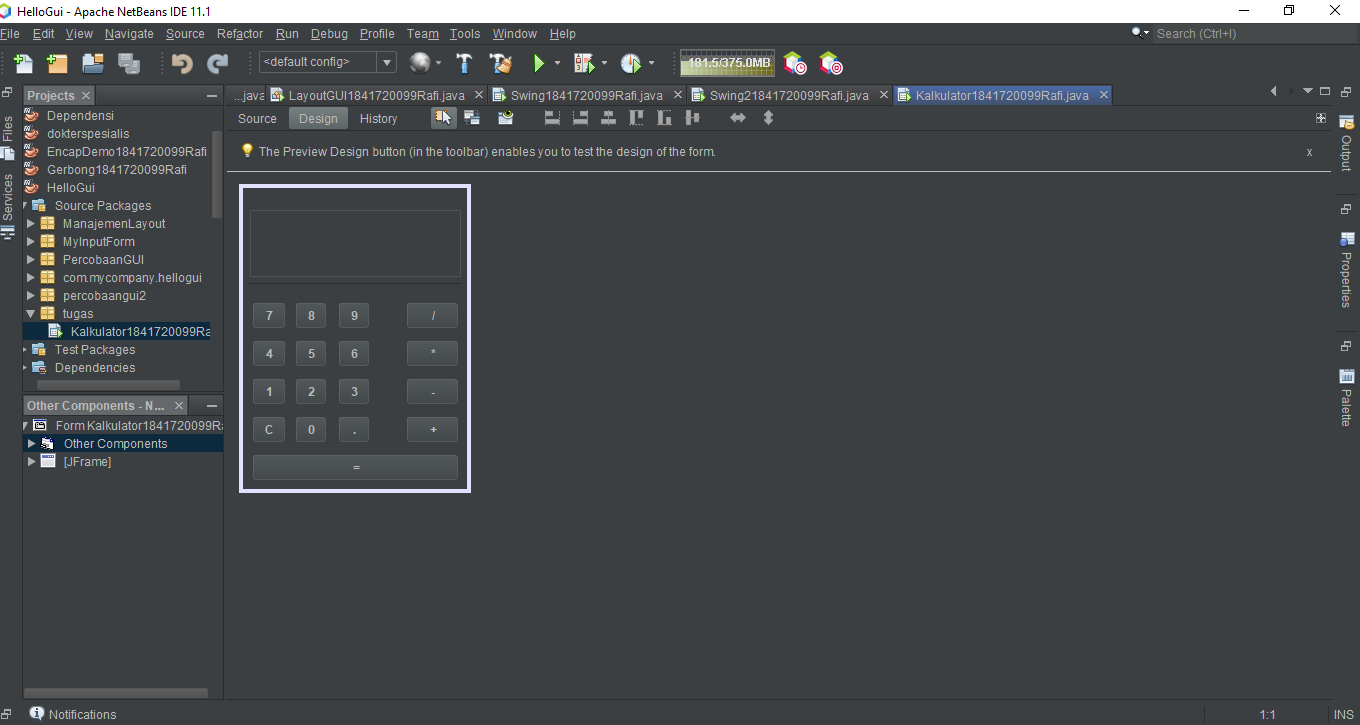 HelloGui - Apache NetBeans IDE 11.1
File Edit View Navigate Source Refactor Run Debug Profile Team Tools Window Help
Search (Ctrl+I)
<default config>
181.5/375.0MB
Projects
...java LayoutGUI1841720099Rafi.java Swing1841720099Rafi.java Swing21841720099Rafi.java Kalkulator1841720099Rafi.java
Source Design History
The Preview Design button (in the toolbar) enables you to test the design of the form.
x
Files
Services
Dependensi
dokterspesialis
EncapDemo1841720099Rafi
Gerbong1841720099Rafi
HelloGui
Source Packages
ManajemenLayout
MyInputForm
PercobaanGUI
com.mycompany.hellogui
percobaangui2
tugas
Kalkulator1841720099Ra
Test Packages
Dependencies
Other Components - N...
Form Kalkulator1841720099Ra
Other Components
[JFrame]
7 8 9 /
4 5 6 *
1 2 3 -
C 0 . +
=
Output
Properties
Palette
Notifications
1:1
INS